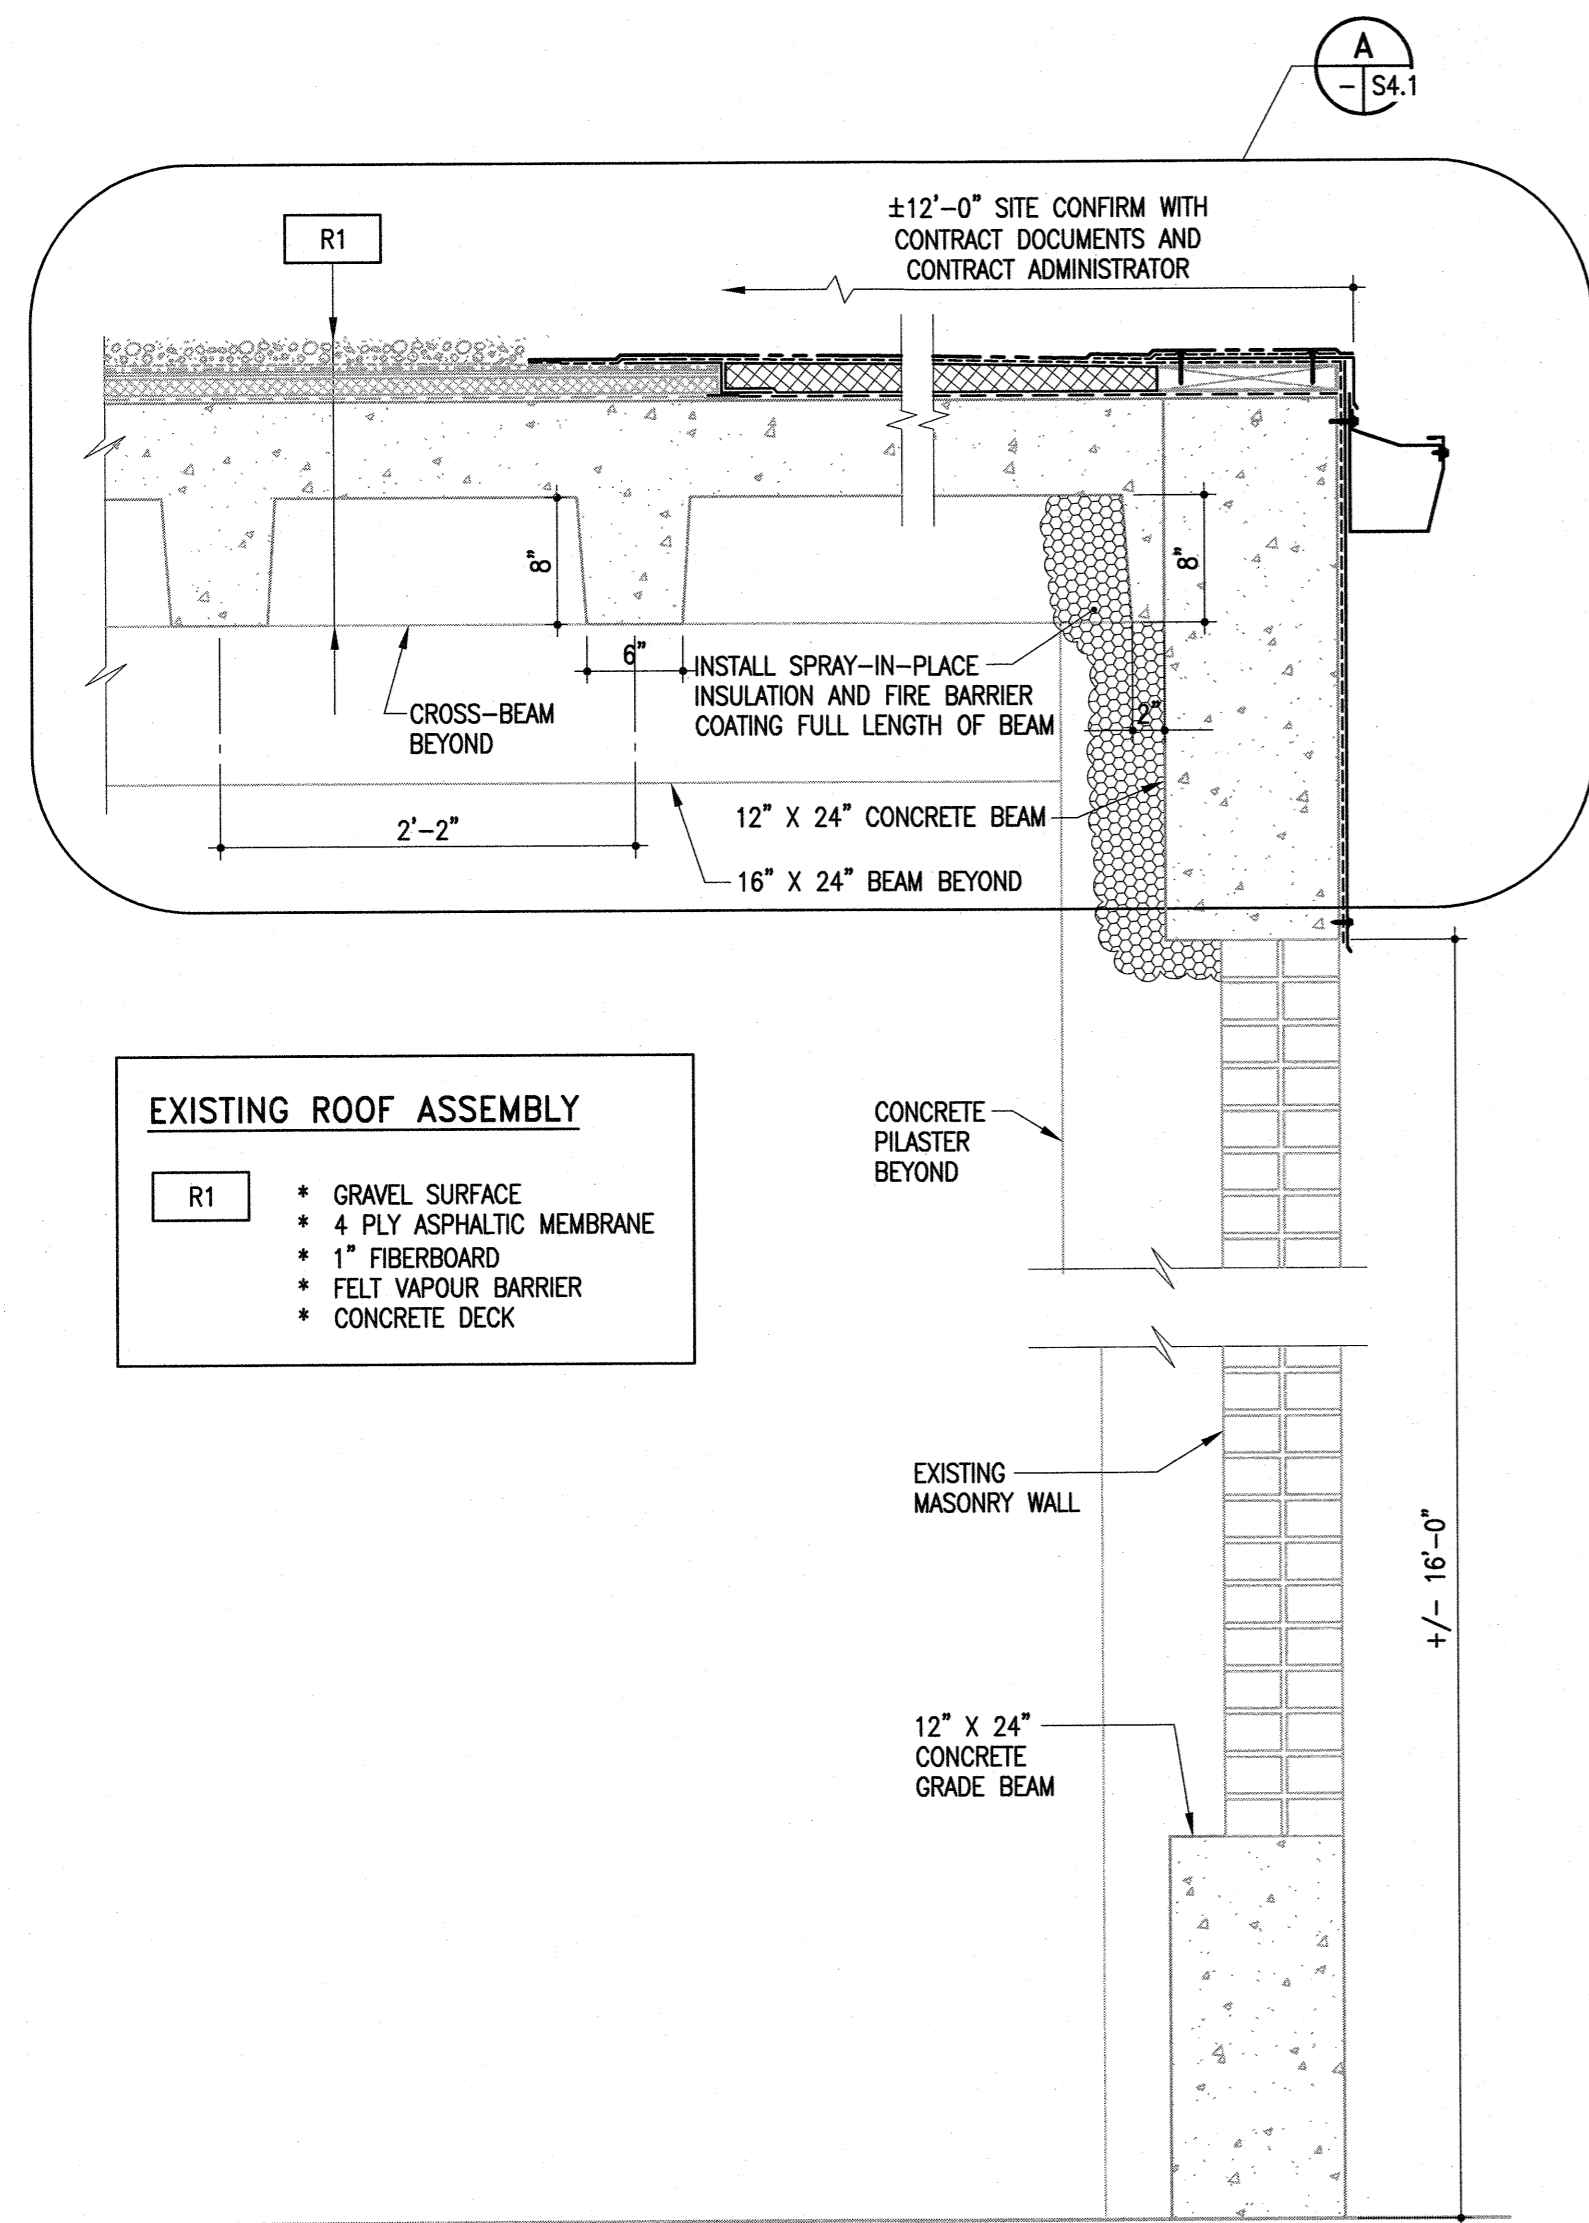 A
- S4.1
±12'-0" SITE CONFIRM WITH
CONTRACT DOCUMENTS AND
CONTRACT ADMINISTRATOR
R1
8"
8"
6"
INSTALL SPRAY-IN-PLACE
INSULATION AND FIRE BARRIER
COATING FULL LENGTH OF BEAM
2"
CROSS-BEAM
BEYOND
12" X 24" CONCRETE BEAM
2'-2"
16" X 24" BEAM BEYOND
EXISTING ROOF ASSEMBLY
R1
* GRAVEL SURFACE
* 4 PLY ASPHALTIC MEMBRANE
* 1" FIBERBOARD
* FELT VAPOUR BARRIER
* CONCRETE DECK
CONCRETE
PILASTER
BEYOND
EXISTING
MASONRY WALL
+/- 16'-0"
12" X 24"
CONCRETE
GRADE BEAM